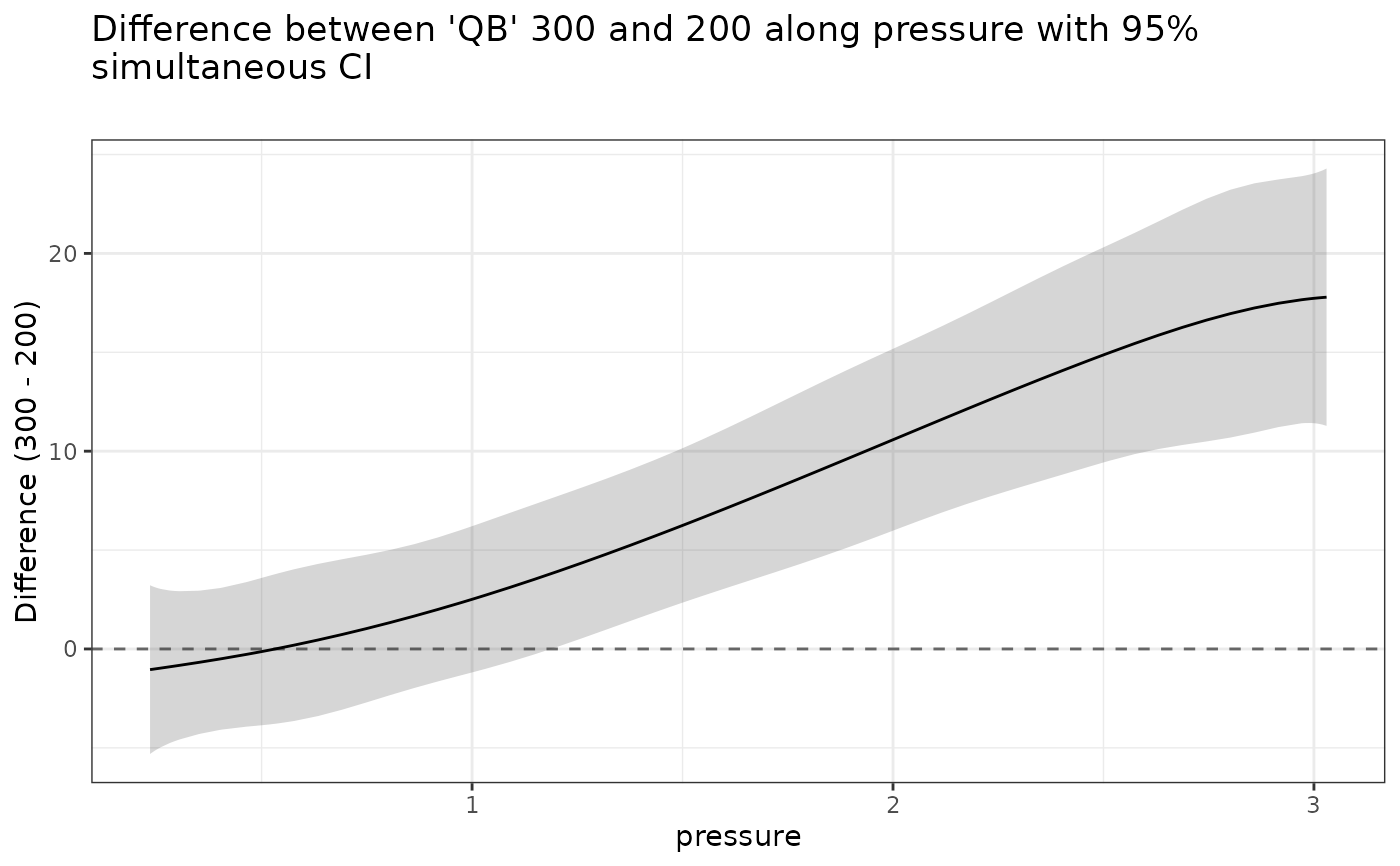 Difference between 'QB' 300 and 200 along pressure with 95%
simultaneous CI
Difference (300 - 200)
20
10
0
1
2
3
pressure